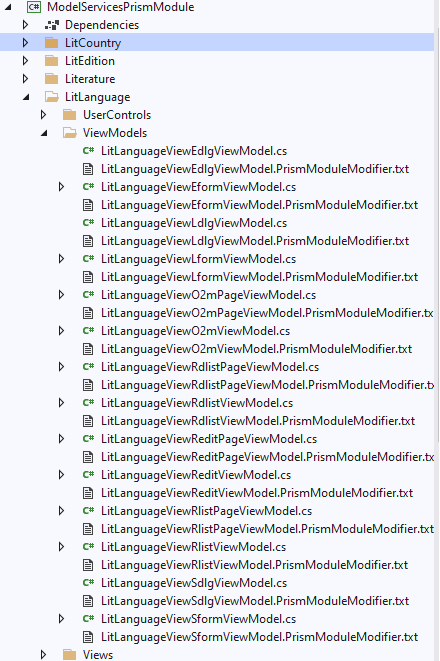 ModelServicesPrismModule
Dependencies
LitCountry
LitEdition
Literature
LitLanguage
UserControls
ViewModels
C# LitLanguageViewEdlgViewModel.cs
LitLanguageViewEdlgViewModel.PrismModuleModifier.txt
C# LitLanguageViewEformViewModel.cs
LitLanguageViewEformViewModel.PrismModuleModifier.txt
C# LitLanguageViewLdlgViewModel.cs
LitLanguageViewLdlgViewModel.PrismModuleModifier.txt
C# LitLanguageViewLformViewModel.cs
LitLanguageViewLformViewModel.PrismModuleModifier.txt
C# LitLanguageViewO2mPageViewModel.cs
LitLanguageViewO2mPageViewModel.PrismModuleModifier.tx
C# LitLanguageViewO2mViewModel.cs
LitLanguageViewO2mViewModel.PrismModuleModifier.txt
C# LitLanguageViewRdlistPageViewModel.cs
LitLanguageViewRdlistPageViewModel.PrismModuleModifier.t
C# LitLanguageViewRdlistViewModel.cs
LitLanguageViewRdlistViewModel.PrismModuleModifier.txt
C# LitLanguageViewReditPageViewModel.cs
LitLanguageViewReditPageViewModel.PrismModuleModifier.tx
C# LitLanguageViewReditViewModel.cs
LitLanguageViewReditViewModel.PrismModuleModifier.txt
C# LitLanguageViewRlistPageViewModel.cs
LitLanguageViewRlistPageViewModel.PrismModuleModifier.txt
C# LitLanguageViewRlistViewModel.cs
LitLanguageViewRlistViewModel.PrismModuleModifier.txt
C# LitLanguageViewSdlgViewModel.cs
LitLanguageViewSdlgViewModel.PrismModuleModifier.txt
C# LitLanguageViewSformViewModel.cs
LitLanguageViewSformViewModel.PrismModuleModifier.txt
Views